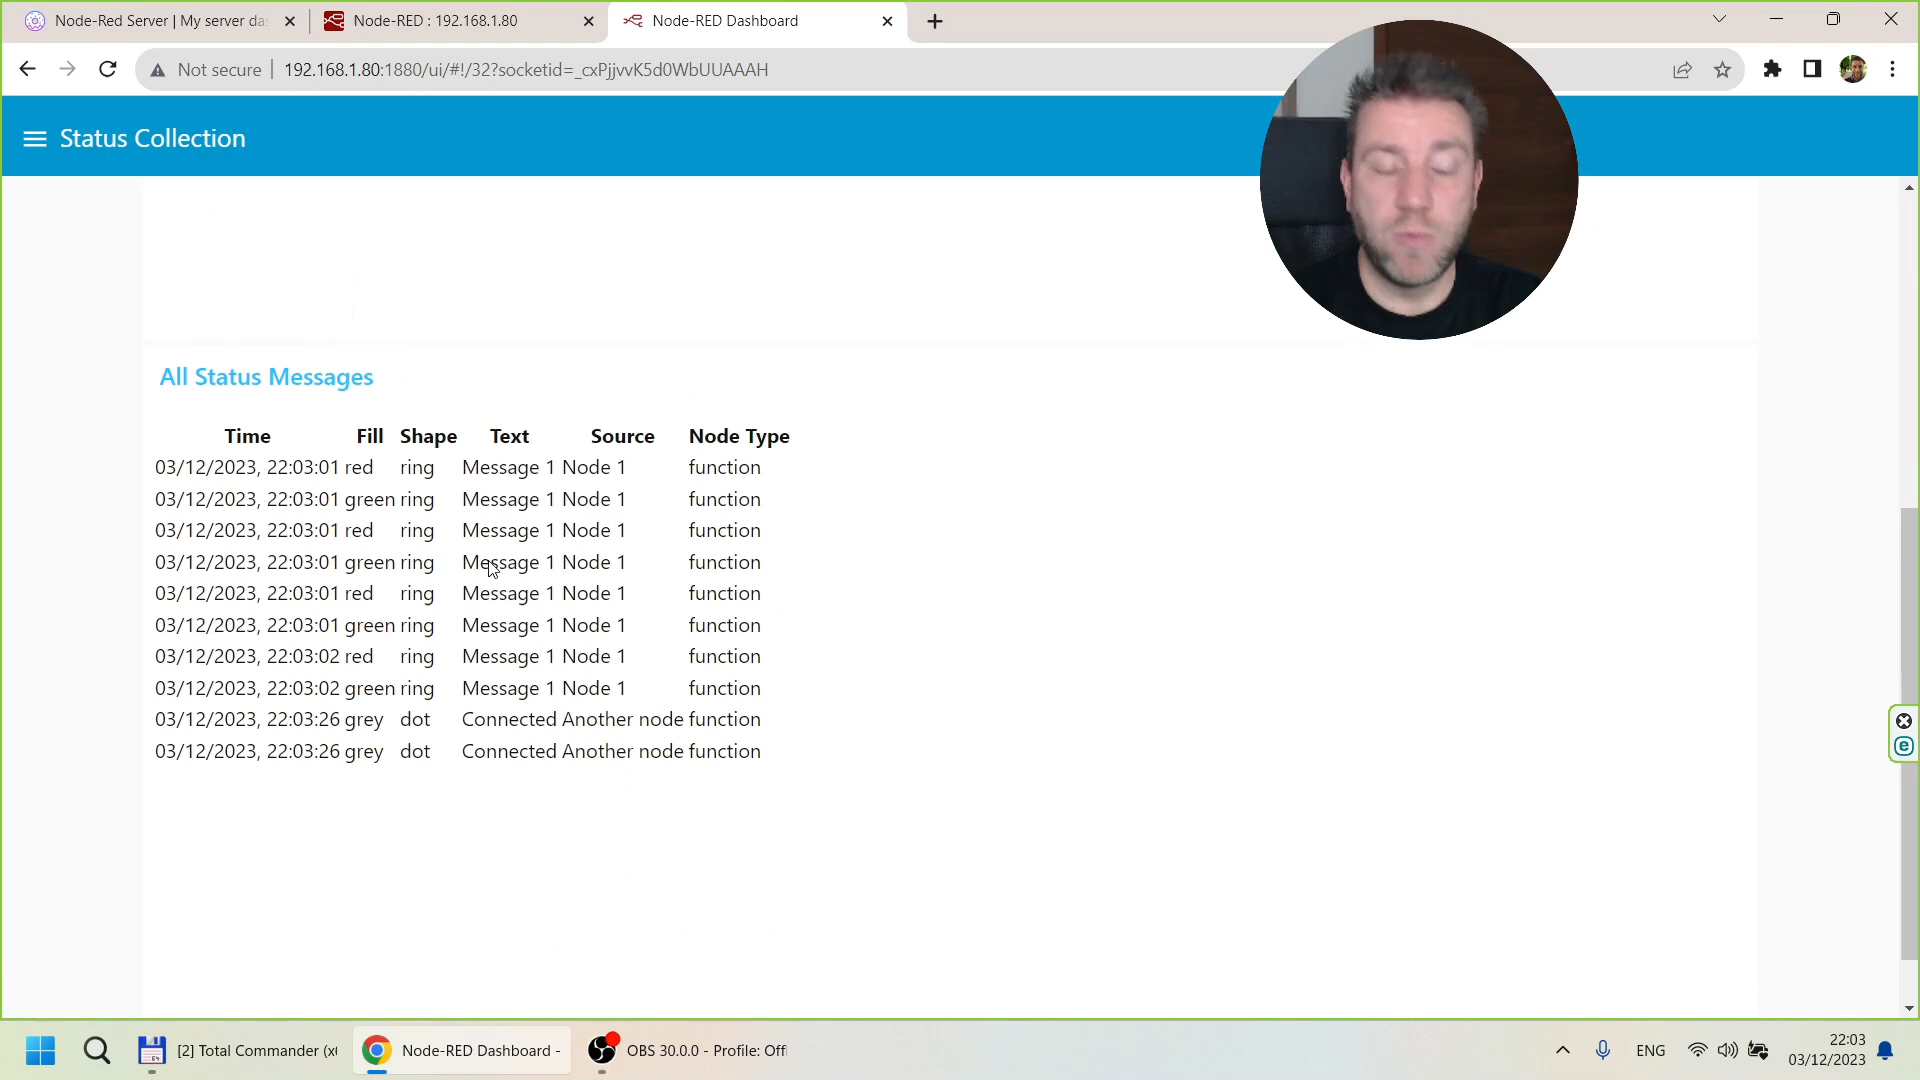 Node-Red Server | My server da
Node-RED : 192.168.1.80
Node-RED Dashboard
Not secure
192.168.1.80:1880/ui/#!/32?socketid=_cxPjjvvK5d0WbUUAAAH
Status Collection
All Status Messages
Time Fill Shape Text Source Node Type
03/12/2023, 22:03:01 red ring Message 1 Node 1 function
03/12/2023, 22:03:01 green ring Message 1 Node 1 function
03/12/2023, 22:03:01 red ring Message 1 Node 1 function
03/12/2023, 22:03:01 green ring Message 1 Node 1 function
03/12/2023, 22:03:01 red ring Message 1 Node 1 function
03/12/2023, 22:03:01 green ring Message 1 Node 1 function
03/12/2023, 22:03:02 red ring Message 1 Node 1 function
03/12/2023, 22:03:02 green ring Message 1 Node 1 function
03/12/2023, 22:03:26 grey dot Connected Another node function
03/12/2023, 22:03:26 grey dot Connected Another node function
[2] Total Commander (x
Node-RED Dashboard -
OBS 30.0.0 - Profile: Off
ENG
22:03
03/12/2023